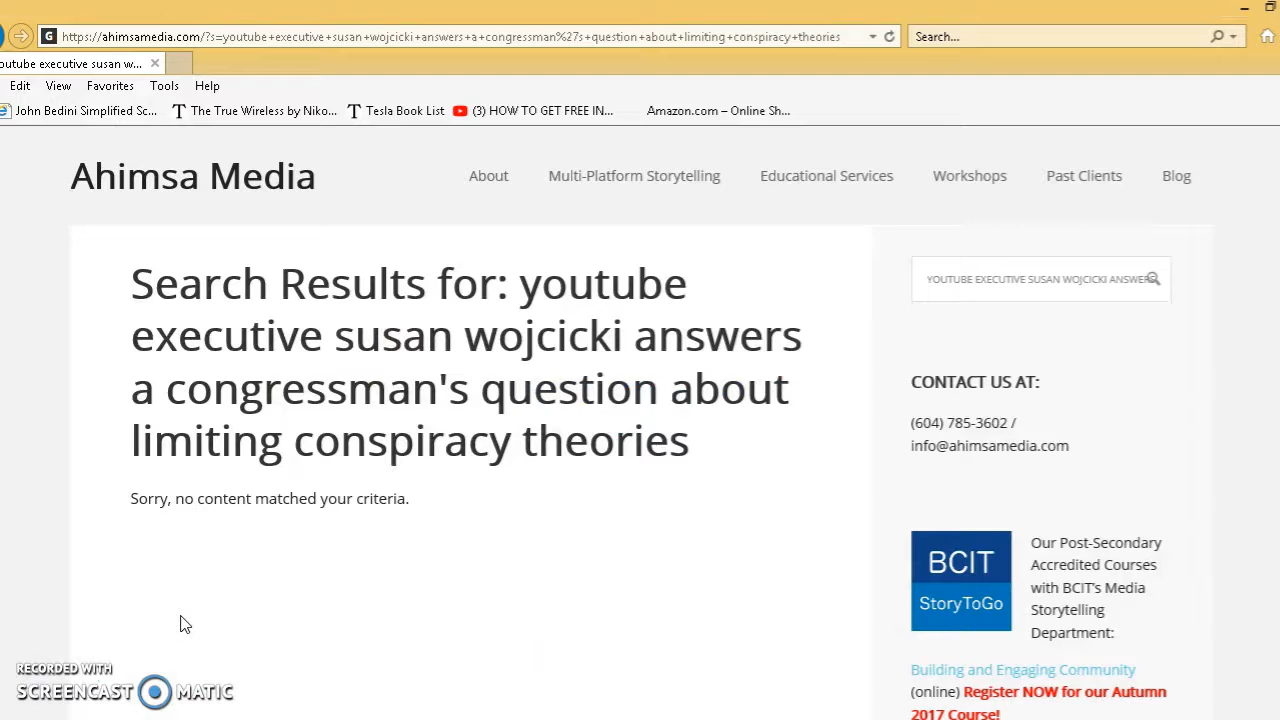 https://ahimsamedia.com/?s=youtube+executive+susan+wojcicki+answers+a+congressman%27s+question+about+limiting+conspiracy+theories
Search...
outube executive susan w...
Edit View Favorites Tools Help
John Bedini Simplified Sc... The True Wireless by Niko... Tesla Book List (3) HOW TO GET FREE IN... Amazon.com – Online Sh...
Ahimsa Media
About Multi-Platform Storytelling Educational Services Workshops Past Clients Blog
Search Results for: youtube
executive susan wojcicki answers
a congressman's question about
limiting conspiracy theories
Sorry, no content matched your criteria.
YOUTUBE EXECUTIVE SUSAN WOJCICKI ANSWERS
CONTACT US AT:
(604) 785-3602 /
info@ahimsamedia.com
BCIT
StoryToGo
Our Post-Secondary
Accredited Courses
with BCIT's Media
Storytelling
Department:
Building and Engaging Community
(online) Register NOW for our Autumn
2017 Course!
RECORDED WITH
SCREENCAST MATIC